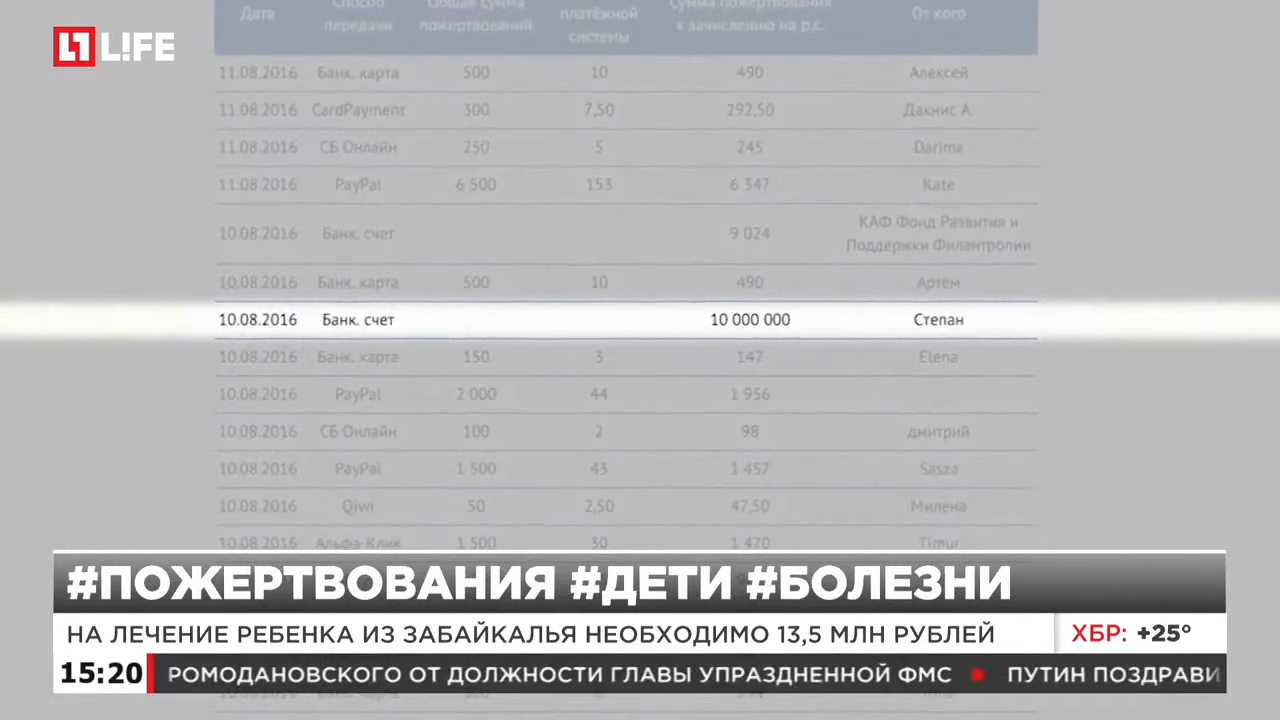 L!FE
Дата Способ передачи Общая сумма пожертвований платёжной системы Сумма пожертвования к зачислению на р.с. От кого
11.08.2016 Банк. карта 500 10 490 Алексей
11.08.2016 CardPayment 300 7,50 292,50 Дакнис А.
11.08.2016 СБ Онлайн 250 5 245 Darima
11.08.2016 PayPal 6 500 153 6 347 Kate
10.08.2016 Банк. счет 9 024 КАФ Фонд Развития и Поддержки Филантропии
10.08.2016 Банк. карта 500 10 490 Артём
10.08.2016 Банк. счет 10 000 000 Степан
10.08.2016 Банк. карта 150 3 147 Elena
10.08.2016 PayPal 2 000 44 1 956
10.08.2016 СБ Онлайн 100 2 98 дмитрий
10.08.2016 PayPal 1 500 43 1 457 Sasza
10.08.2016 Qiwi 50 2,50 47,50 Милена
10.08.2016 Альфа-Клик 1 500 30 1 470 Timur
#ПОЖЕРТВОВАНИЯ #ДЕТИ #БОЛЕЗНИ
НА ЛЕЧЕНИЕ РЕБЕНКА ИЗ ЗАБАЙКАЛЬЯ НЕОБХОДИМО 13,5 МЛН РУБЛЕЙ ХБР: +25°
15:20 РОМОДАНОВСКОГО ОТ ДОЛЖНОСТИ ГЛАВЫ УПРАЗДНЕННОЙ ФМС ПУТИН ПОЗДРАВИ